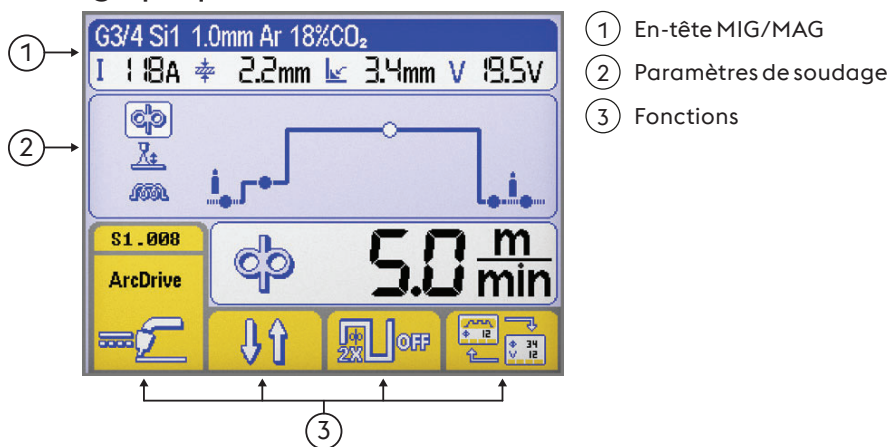 G3/4 Si1 1.0mm Ar 18%CO₂
I 118A 2.2mm 3.4mm V 19.5V
S1.008
ArcDrive
5.0 m/min
2X OFF
12
34
V 12
1 En-tête MIG/MAG
2 Paramètres de soudage
3 Fonctions
1
2
3